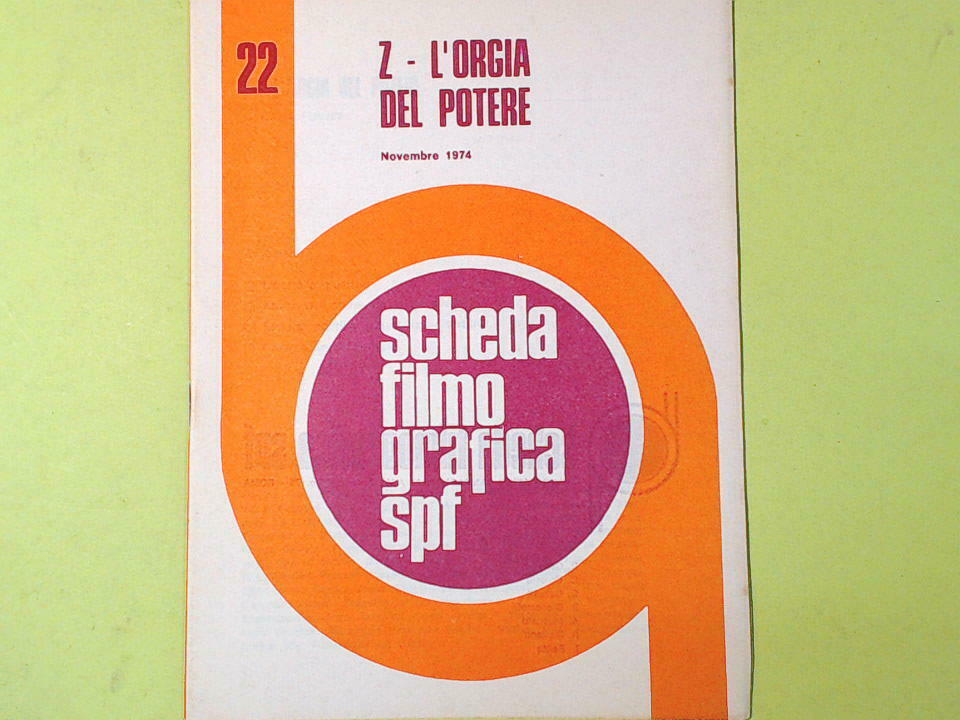 22
Z - L'ORGIA
DEL POTERE
Novembre 1974
scheda
filmo
grafica
spf